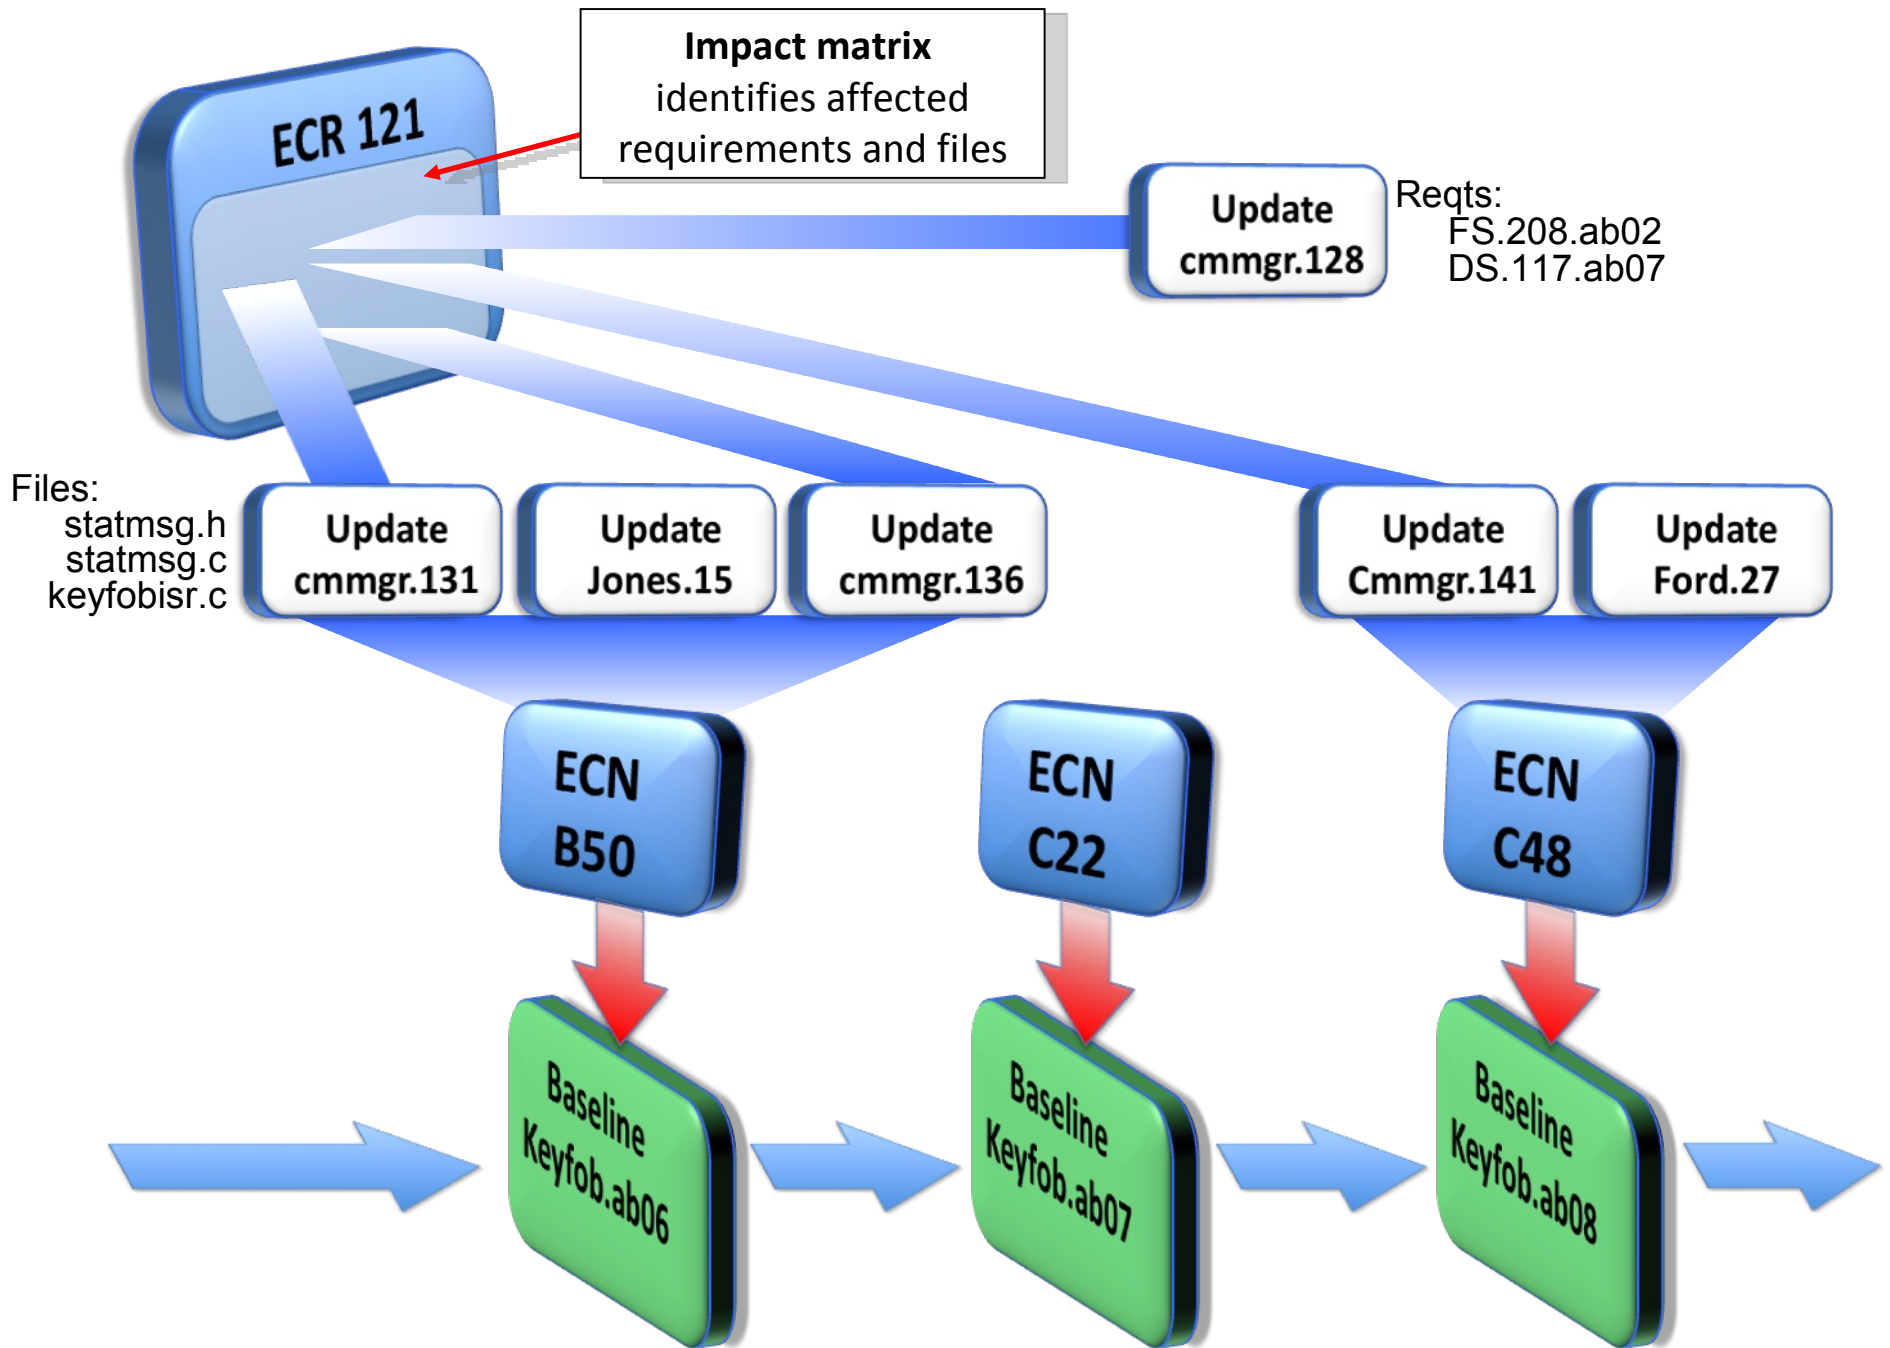 Impact matrix
identifies affected
requirements and files
ECR 121
Update
cmmgr.128
Reqts:
FS.208.ab02
DS.117.ab07
Files:
statmsg.h
statmsg.c
keyfobisr.c
Update
cmmgr.131
Update
Jones.15
Update
cmmgr.136
Update
Cmmgr.141
Update
Ford.27
ECN
B50
ECN
C22
ECN
C48
Baseline
Keyfob.ab06
Baseline
Keyfob.ab07
Baseline
Keyfob.ab08